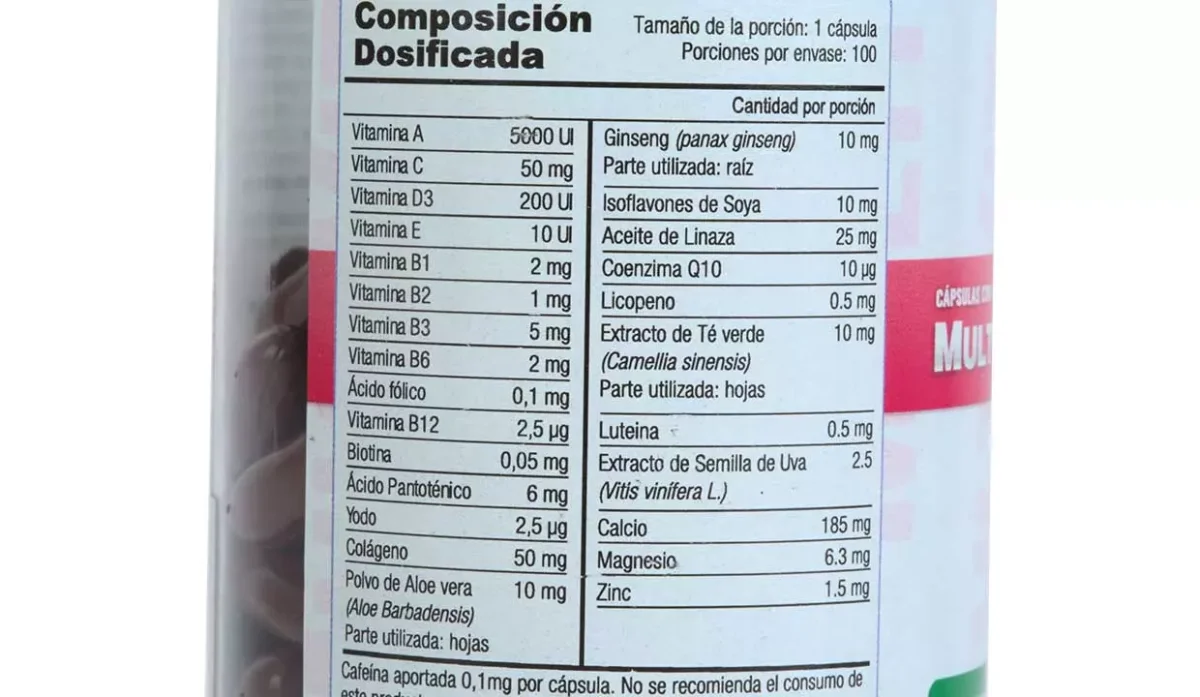 Composición
Dosificada
Tamaño de la porción: 1 cápsula
Porciones por envase: 100
Cantidad por porción
Vitamina A 5000 UI
Vitamina C 50 mg
Vitamina D3 200 UI
Vitamina E 10 UI
Vitamina B1 2 mg
Vitamina B2 1 mg
Vitamina B3 5 mg
Vitamina B6 2 mg
Ácido fólico 0,1 mg
Vitamina B12 2,5 µg
Biotina 0,05 mg
Ácido Pantoténico 6 mg
Yodo 2,5 µg
Colágeno 50 mg
Polvo de Aloe vera 10 mg
(Aloe Barbadensis)
Parte utilizada: hojas
Ginseng (panax ginseng) 10 mg
Parte utilizada: raíz
Isoflavones de Soya 10 mg
Aceite de Linaza 25 mg
Coenzima Q10 10 µg
Licopeno 0.5 mg
Extracto de Té verde 10 mg
(Camellia sinensis)
Parte utilizada: hojas
Luteina 0.5 mg
Extracto de Semilla de Uva 2.5
(Vitis vinífera L.)
Calcio 185 mg
Magnesio 6.3 mg
Zinc 1.5 mg
Cafeína aportada 0,1mg por cápsula. No se recomienda el consumo de
CÁPSULAS
MULT